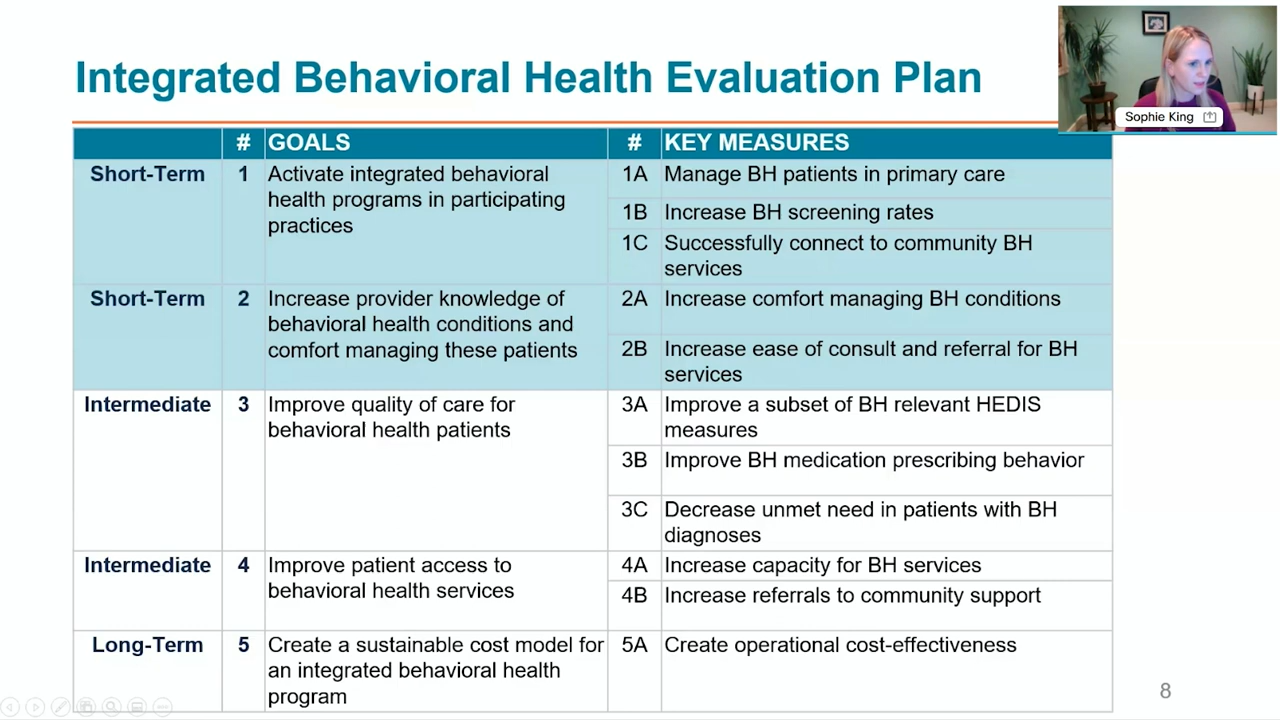 Integrated Behavioral Health Evaluation Plan
Sophie King
# GOALS # KEY MEASURES
Short-Term 1 Activate integrated behavioral
health programs in participating
practices
1A Manage BH patients in primary care
1B Increase BH screening rates
1C Successfully connect to community BH
services
Short-Term 2 Increase provider knowledge of
behavioral health conditions and
comfort managing these patients
2A Increase comfort managing BH conditions
2B Increase ease of consult and referral for BH
services
Intermediate 3 Improve quality of care for
behavioral health patients
3A Improve a subset of BH relevant HEDIS
measures
3B Improve BH medication prescribing behavior
3C Decrease unmet need in patients with BH
diagnoses
Intermediate 4 Improve patient access to
behavioral health services
4A Increase capacity for BH services
4B Increase referrals to community support
Long-Term 5 Create a sustainable cost model for
an integrated behavioral health
program
5A Create operational cost-effectiveness
8